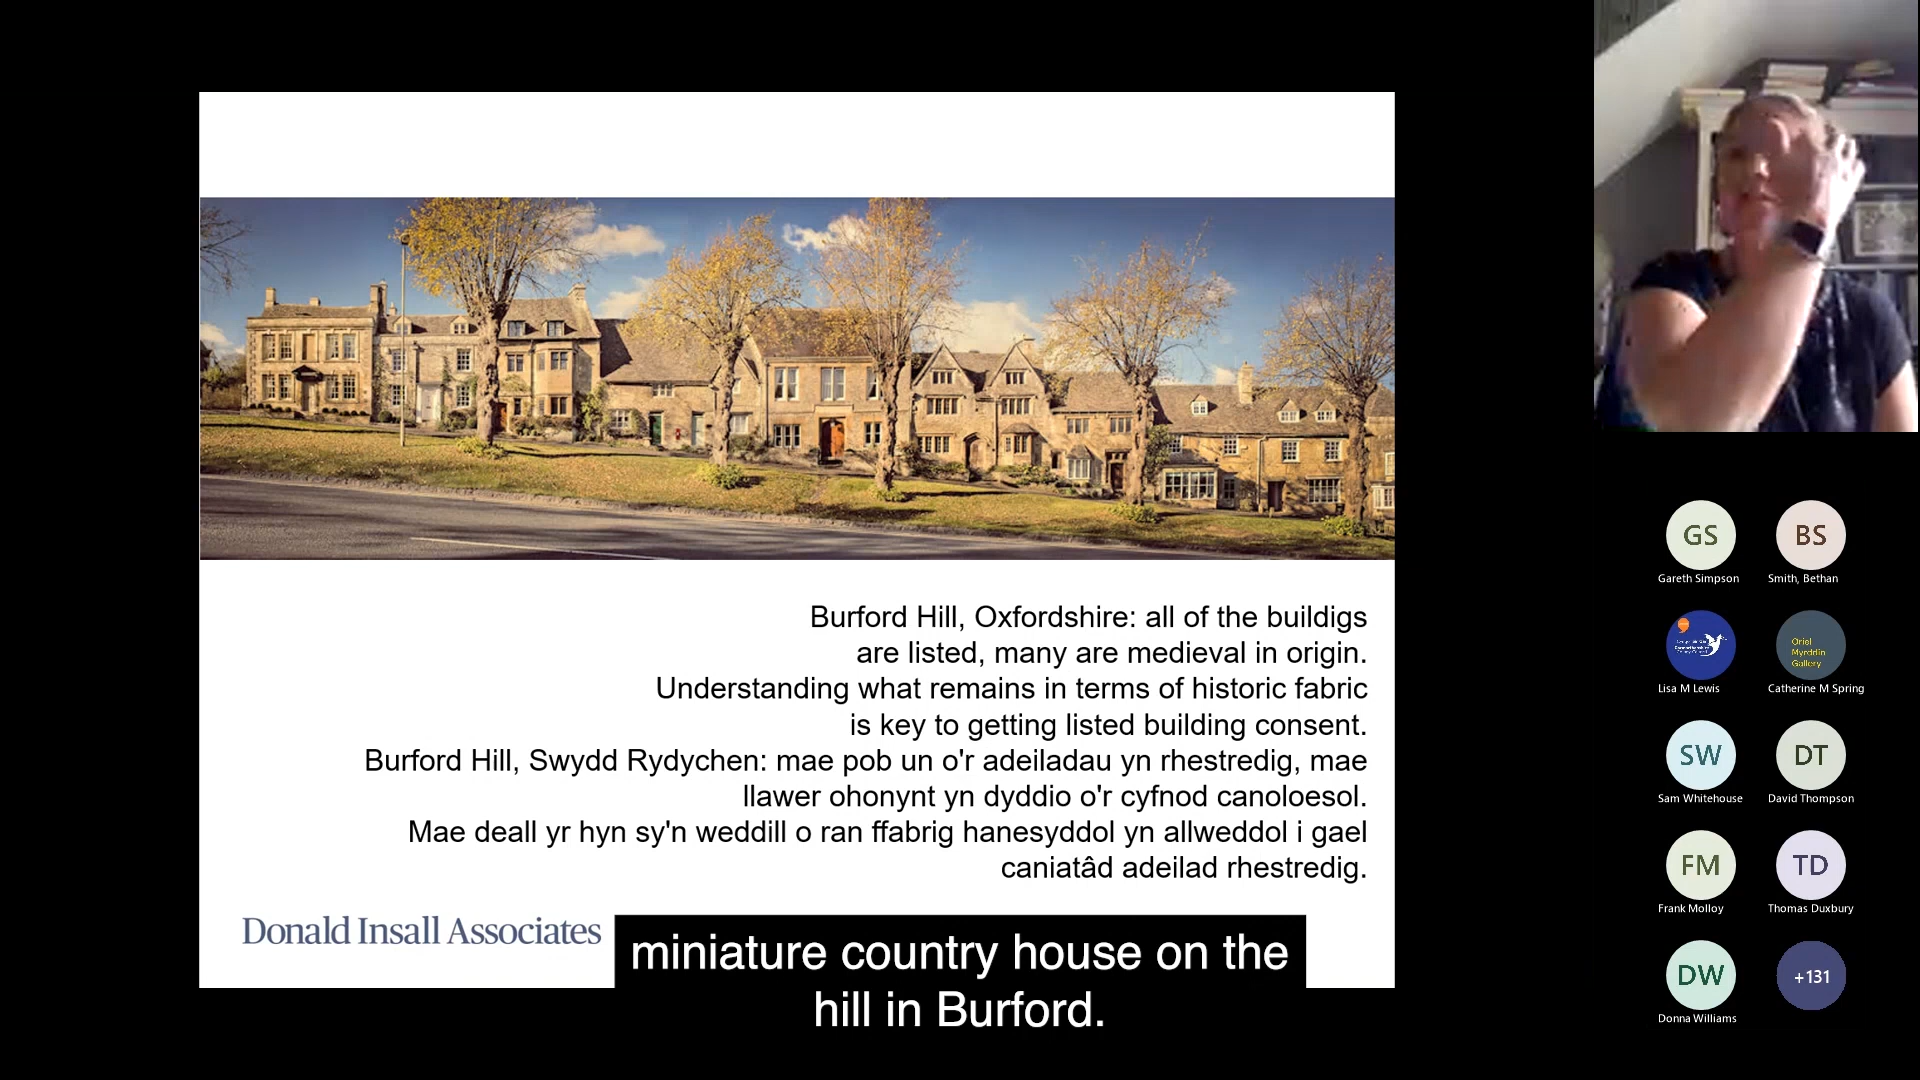 Burford Hill, Oxfordshire: all of the buildigs
are listed, many are medieval in origin.
Understanding what remains in terms of historic fabric
is key to getting listed building consent.
Burford Hill, Swydd Rydychen: mae pob un o'r adeiladau yn rhestredig, mae
llawer ohonynt yn dyddio o'r cyfnod canoloesol.
Mae deall yr hyn sy'n weddill o ran ffabrig hanesyddol yn allweddol i gael
caniatâd adeilad rhestredig.
Donald Insall Associates
miniature country house on the
hill in Burford.
GS
Gareth Simpson
BS
Smith, Bethan
Lisa M Lewis
Oriel
Myrddin
Gallery
Catherine M Spring
SW
Sam Whitehouse
DT
David Thompson
FM
Frank Molloy
TD
Thomas Duxbury
DW
Donna Williams
+131